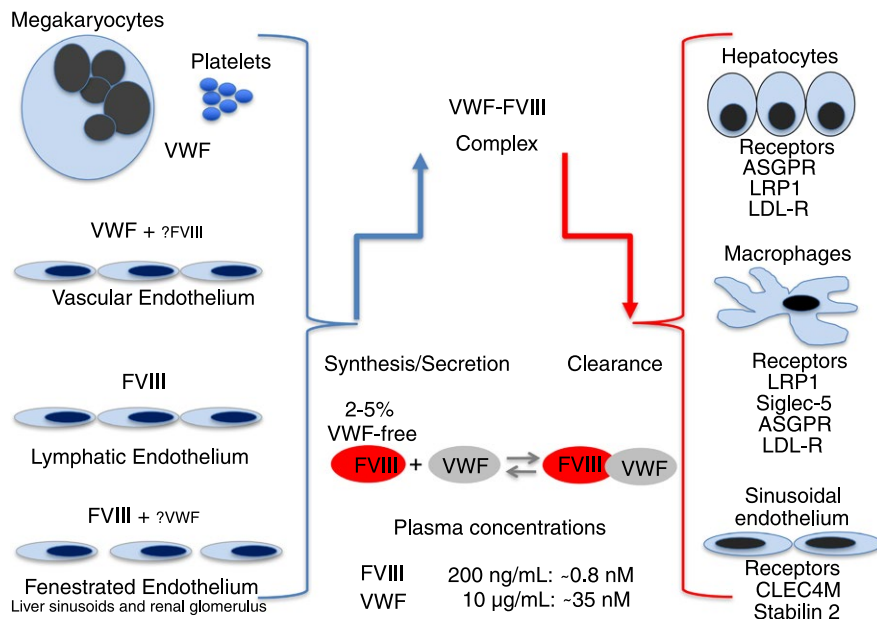 Megakaryocytes
Platelets
VWF
VWF + ?FVIII
Vascular Endothelium
FVIII
Lymphatic Endothelium
FVIII + ?VWF
Fenestrated Endothelium
Liver sinusoids and renal glomerulus
VWF-FVIII
Complex
Synthesis/Secretion
Clearance
2-5%
VWF-free
FVIII + VWF FVIII VWF
Plasma concentrations
FVIII 200 ng/mL: ~0.8 nM
VWF 10 µg/mL: ~35 nM
Hepatocytes
Receptors
ASGPR
LRP1
LDL-R
Macrophages
Receptors
LRP1
Siglec-5
ASGPR
LDL-R
Sinusoidal
endothelium
Receptors
CLEC4M
Stabilin 2